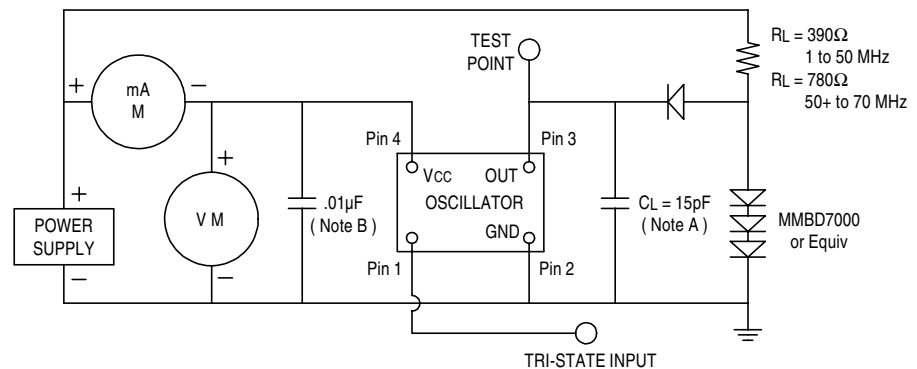 TEST
POINT
RL = 390Ω
1 to 50 MHz
RL = 780Ω
50+ to 70 MHz
+
mA
M
–
Pin 4
Pin 3
+
VCC
OUT
+
POWER
SUPPLY
–
V M
.01µF
( Note B )
OSCILLATOR
GND
CL = 15pF
( Note A )
MMBD7000
or Equiv
–
Pin 1
Pin 2
TRI-STATE INPUT